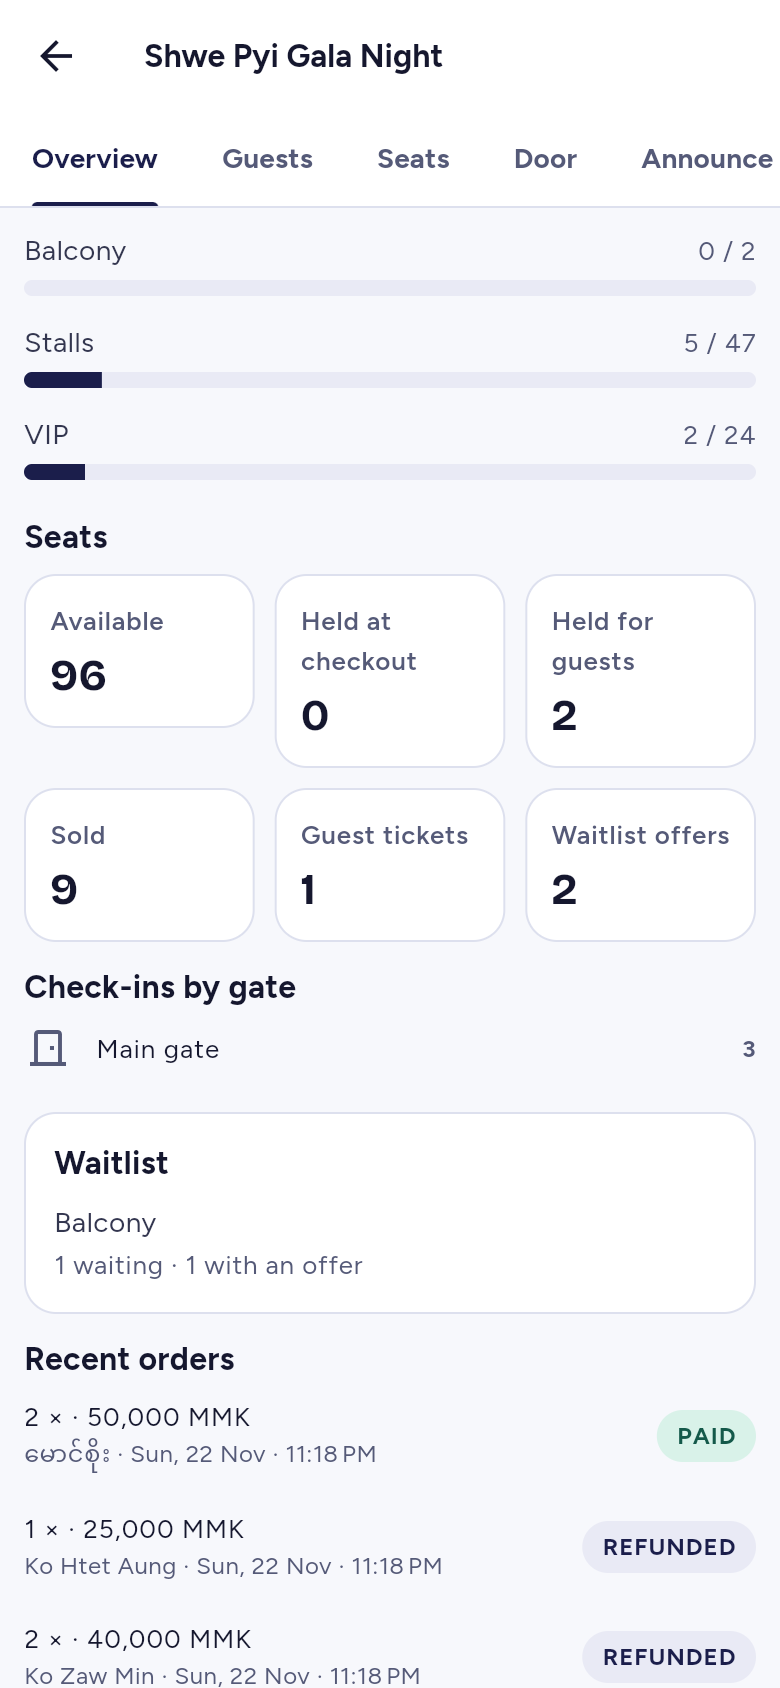 Shwe Pyi Gala Night
Overview Guests Seats Door Announce
Balcony 0 / 2
Stalls 5 / 47
VIP 2 / 24
Seats
Available
96
Held at
checkout
0
Held for
guests
2
Sold
9
Guest tickets
1
Waitlist offers
2
Check-ins by gate
Main gate 3
Waitlist
Balcony
1 waiting · 1 with an offer
Recent orders
2 × · 50,000 MMK
မောင်စိုး · Sun, 22 Nov · 11:18 PM
PAID
1 × · 25,000 MMK
Ko Htet Aung · Sun, 22 Nov · 11:18 PM
REFUNDED
2 × · 40,000 MMK
Ko Zaw Min · Sun, 22 Nov · 11:18 PM
REFUNDED